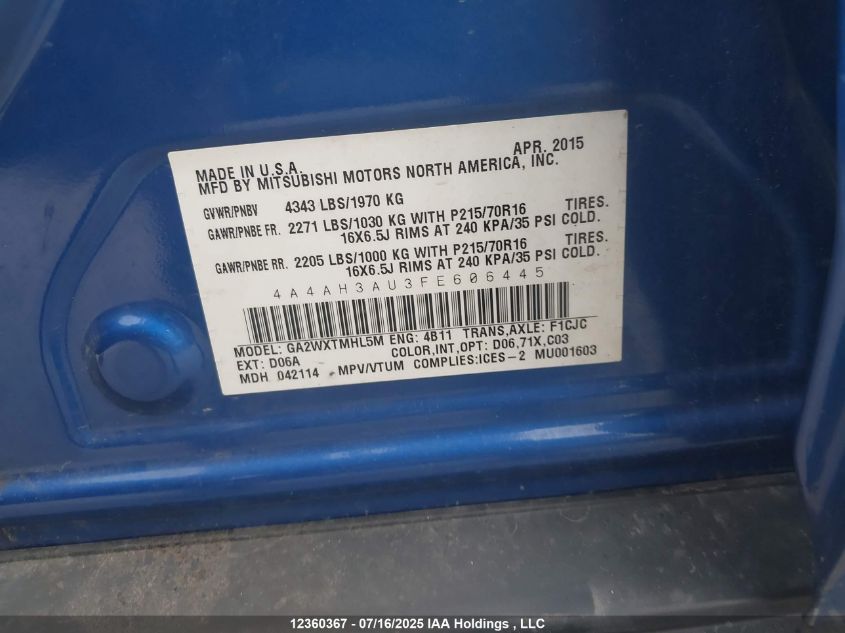 APR. 2015
MADE IN U.S.A.
MFD BY MITSUBISHI MOTORS NORTH AMERICA, INC.
GVWR/PNBV 4343 LBS/1970 KG
GAWR/PNBE FR. 2271 LBS/1030 KG WITH P215/70R16 TIRES.
16X6.5J RIMS AT 240 KPA/35 PSI COLD.
GAWR/PNBE RR. 2205 LBS/1000 KG WITH P215/70R16 TIRES.
16X6.5J RIMS AT 240 KPA/35 PSI COLD.
4A4AH3AU3FE606445
MODEL: GA2WXTMHL5M ENG: 4B11 TRANS,AXLE: F1CJC
EXT: D06A COLOR,INT,OPT: D06,71X,C03
MDH 042114 MPV/VTUM COMPLIES:ICES-2 MU001603
12360367 - 07/16/2025 IAA Holdings , LLC